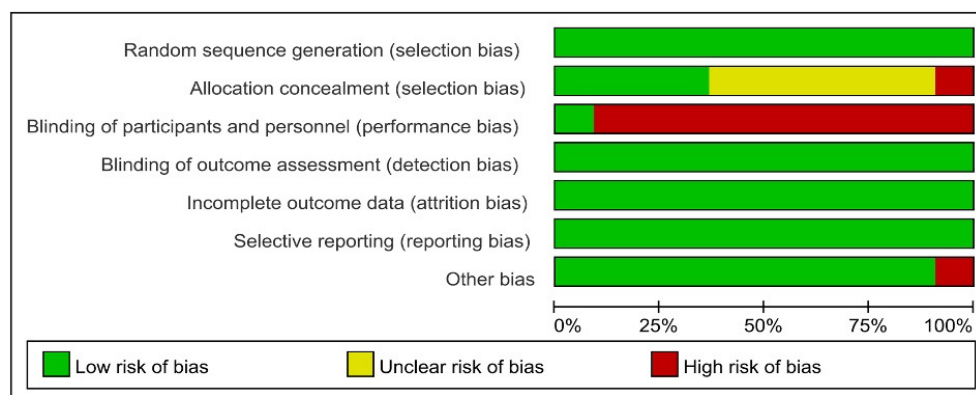 Random sequence generation (selection bias)
Allocation concealment (selection bias)
Blinding of participants and personnel (performance bias)
Blinding of outcome assessment (detection bias)
Incomplete outcome data (attrition bias)
Selective reporting (reporting bias)
Other bias
0% 25% 50% 75% 100%
Low risk of bias Unclear risk of bias High risk of bias